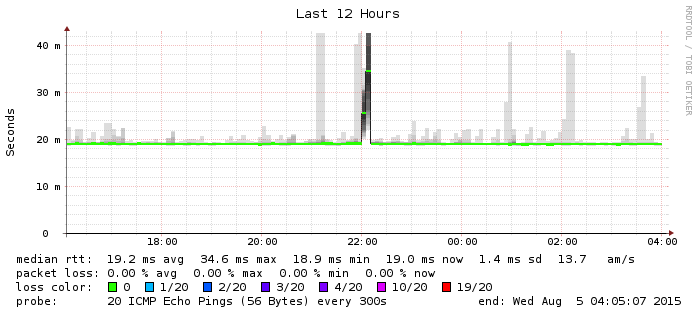 Last 12 Hours
RRDTOOL / TOBI OETIKER
Seconds
40 m
30 m
20 m
10 m
0
18:00 20:00 22:00 00:00 02:00 04:00
median rtt: 19.2 ms avg 34.6 ms max 18.9 ms min 19.0 ms now 1.4 ms sd 13.7 am/s
packet loss: 0.00 % avg 0.00 % max 0.00 % min 0.00 % now
loss color: 0 1/20 2/20 3/20 4/20 10/20 19/20
probe: 20 ICMP Echo Pings (56 Bytes) every 300s end: Wed Aug 5 04:05:07 2015